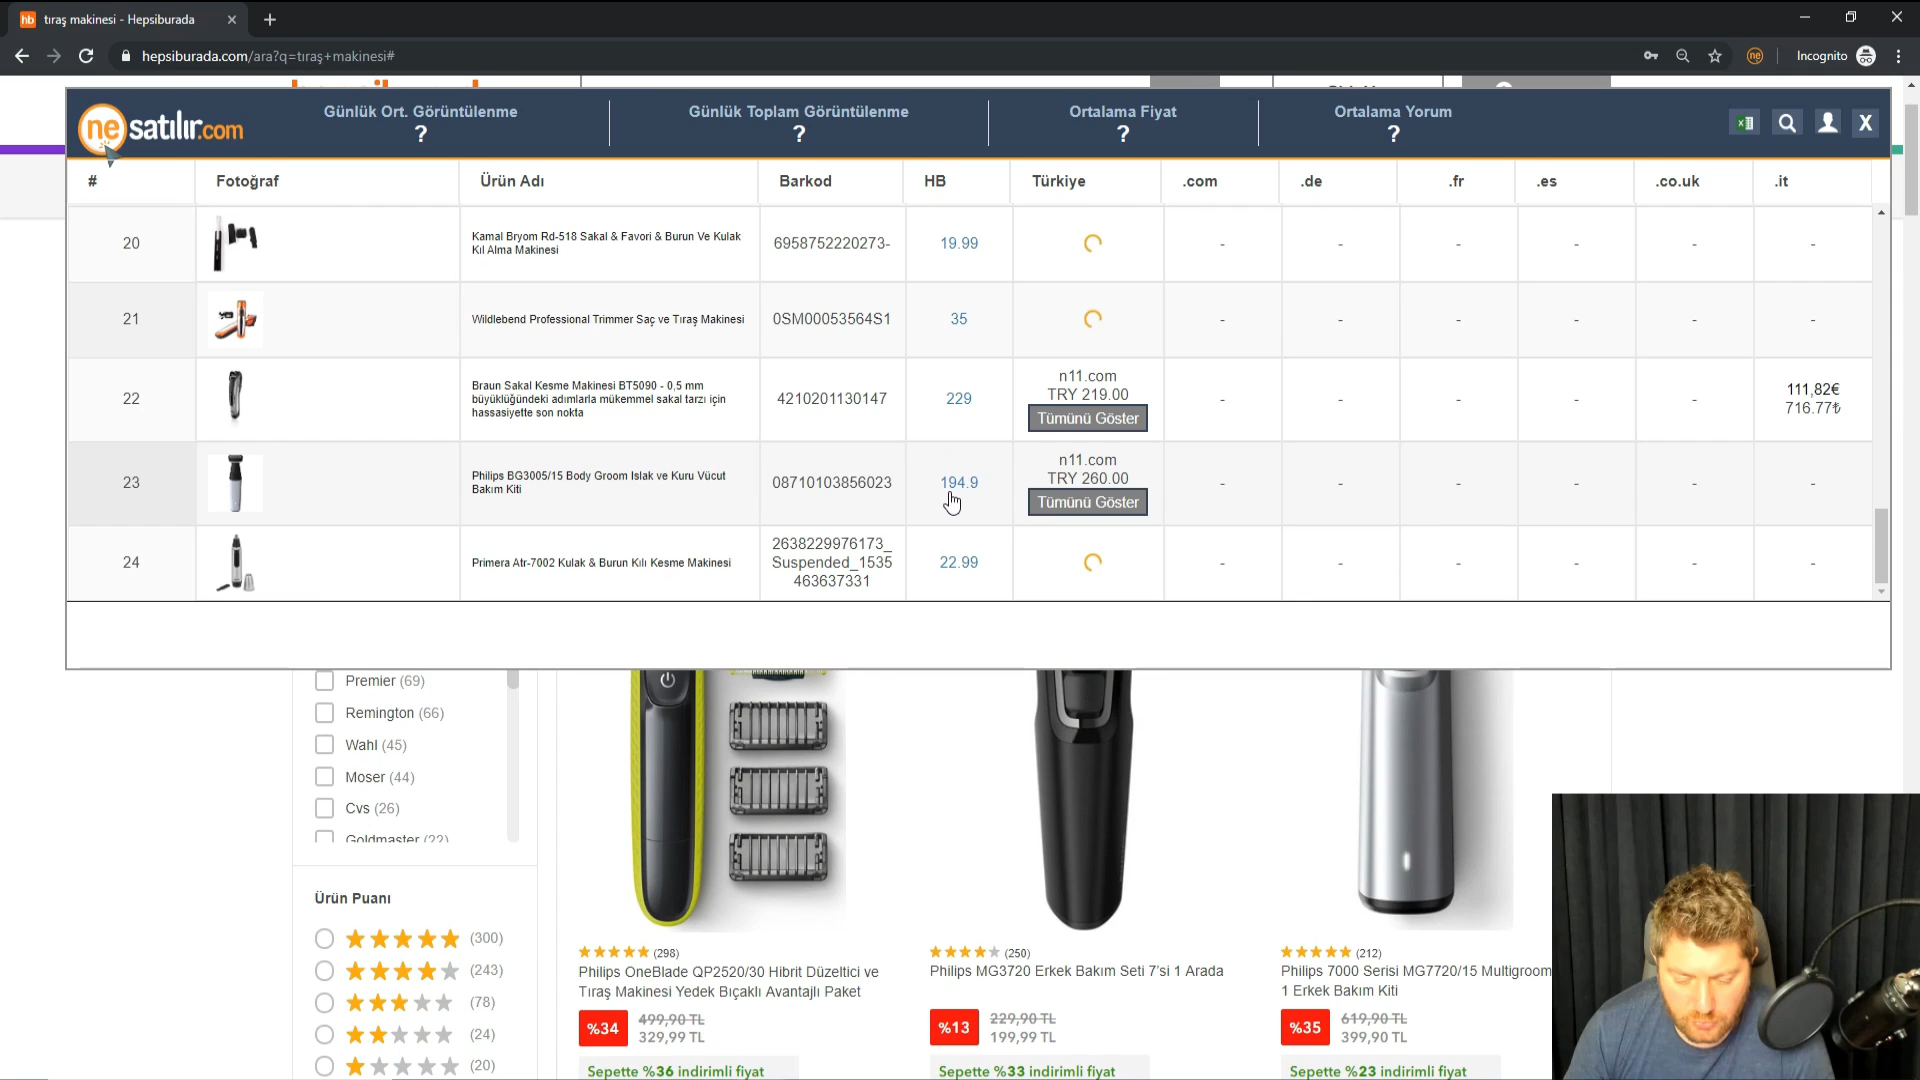 hb tıraş makinesi - Hepsiburada
hepsiburada.com/ara?q=tıraş+makinesi#
ne
Incognito
ne satılır.com
Günlük Ort. Görüntülenme
?
Günlük Toplam Görüntülenme
?
Ortalama Fiyat
?
Ortalama Yorum
?
X
# Fotoğraf Ürün Adı Barkod HB Türkiye .com .de .fr .es .co.uk .it
20
Kamal Bryom Rd-518 Sakal & Favori & Burun Ve Kulak
Kıl Alma Makinesi
6958752220273-
19.99
- - - - - -
21
Wildlebend Professional Trimmer Saç ve Tıraş Makinesi
0SM00053564S1
35
- - - - - -
22
Braun Sakal Kesme Makinesi BT5090 - 0,5 mm
büyüklüğündeki adımlarla mükemmel sakal tarzı için
hassasiyette son nokta
4210201130147
229
n11.com
TRY 219.00
Tümünü Göster
- - - - -
111,82€
716.77₺
23
Philips BG3005/15 Body Groom Islak ve Kuru Vücut
Bakım Kiti
08710103856023
194.9
n11.com
TRY 260.00
Tümünü Göster
- - - - - -
24
Primera Atr-7002 Kulak & Burun Kılı Kesme Makinesi
2638229976173_
Suspended_1535
463637331
22.99
- - - - - -
Premier (69)
Remington (66)
Wahl (45)
Moser (44)
Cvs (26)
Goldmaster (22)
Ürün Puanı
(300)
(243)
(78)
(24)
(20)
(298)
Philips OneBlade QP2520/30 Hibrit Düzeltici ve
Tıraş Makinesi Yedek Bıçaklı Avantajlı Paket
%34
499,90 TL
329,99 TL
Sepette %36 indirimli fiyat
(250)
Philips MG3720 Erkek Bakım Seti 7'si 1 Arada
%13
229,90 TL
199,99 TL
Sepette %33 indirimli fiyat
(212)
Philips 7000 Serisi MG7720/15 Multigroom
1 Erkek Bakım Kiti
%35
619,90 TL
399,90 TL
Sepette %23 indirimli fiyat